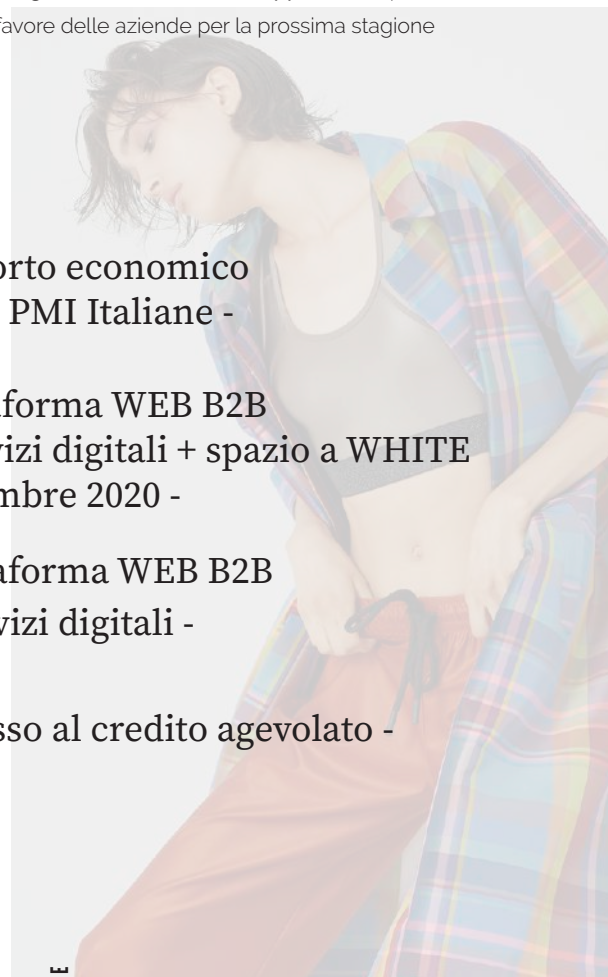 favore delle aziende per la prossima stagione
orto economico
PMI Italiane -
forma WEB B2B
vizi digitali + spazio a WHITE
mbre 2020 -
aforma WEB B2B
vizi digitali -
sso al credito agevolato -
E